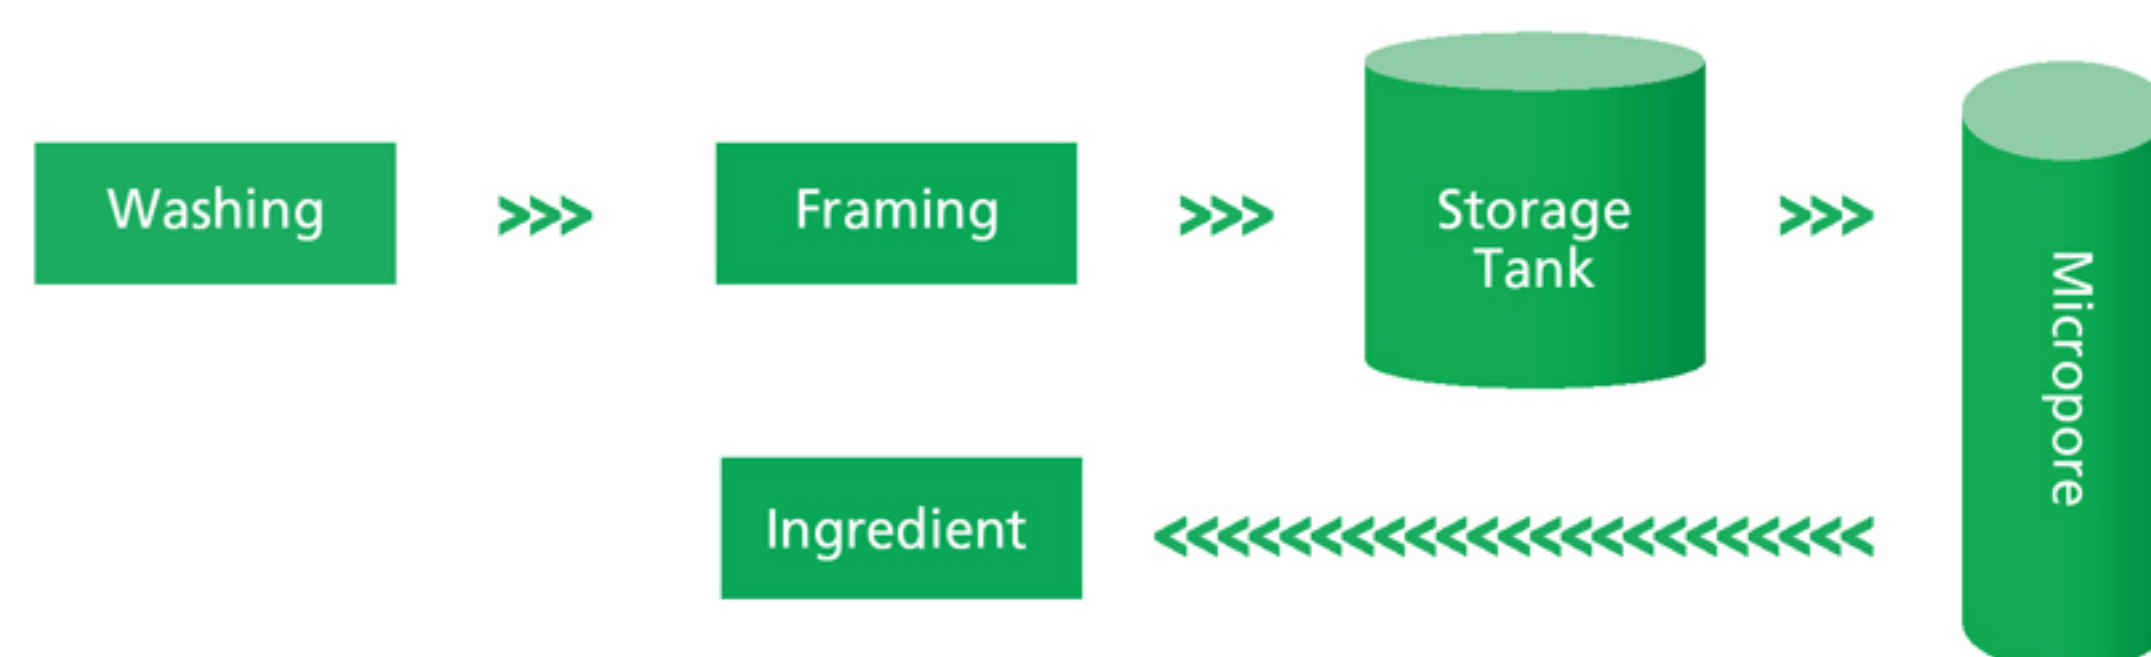 Washing
Framing
Storage
Tank
Micropore
Ingredient